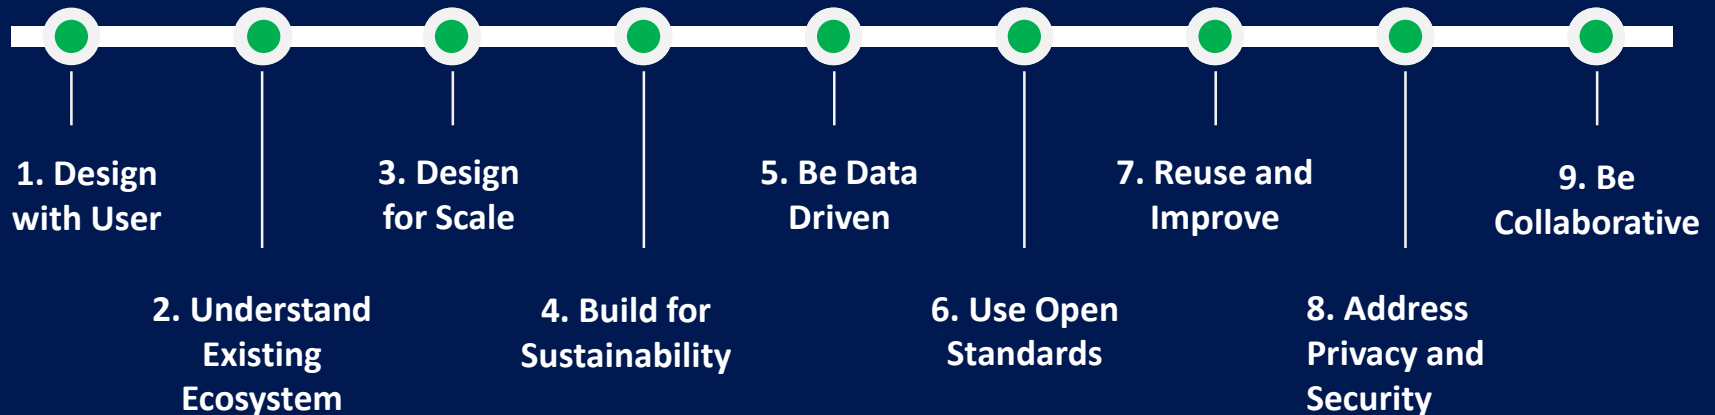 1. Design
with User
2. Understand
Existing
Ecosystem
3. Design
for Scale
4. Build for
Sustainability
5. Be Data
Driven
6. Use Open
Standards
7. Reuse and
Improve
8. Address
Privacy and
Security
9. Be
Collaborative